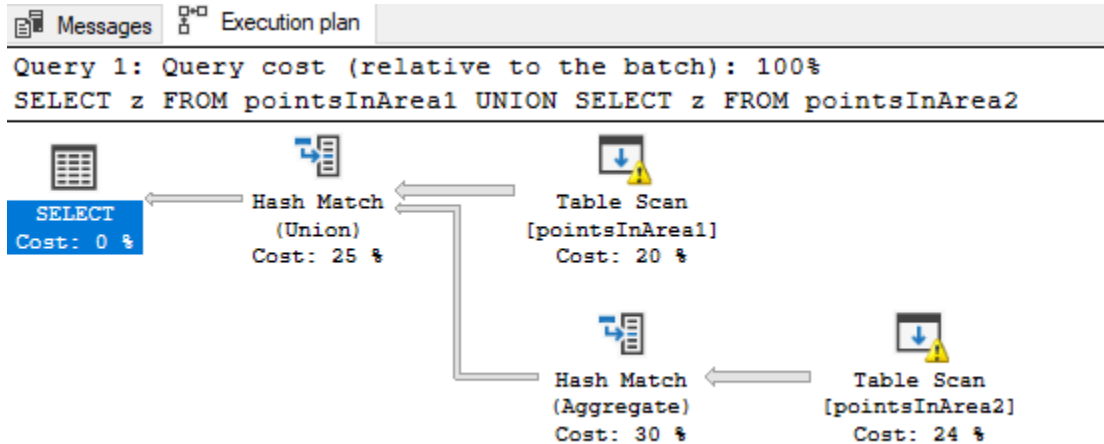 Messages Execution plan
Query 1: Query cost (relative to the batch): 100%
SELECT z FROM pointsInArea1 UNION SELECT z FROM pointsInArea2
SELECT
Cost: 0 %
Hash Match
(Union)
Cost: 25 %
Table Scan
[pointsInArea1]
Cost: 20 %
Hash Match
(Aggregate)
Cost: 30 %
Table Scan
[pointsInArea2]
Cost: 24 %